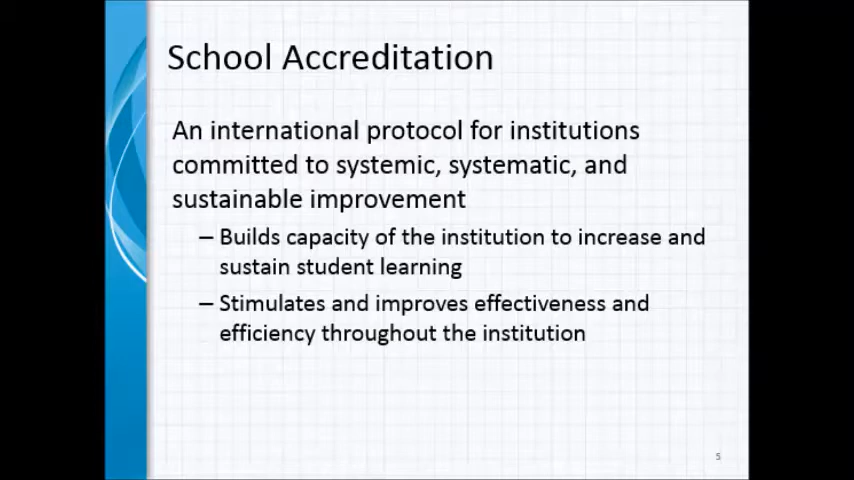 School Accreditation
An international protocol for institutions
committed to systemic, systematic, and
sustainable improvement
– Builds capacity of the institution to increase and
sustain student learning
– Stimulates and improves effectiveness and
efficiency throughout the institution
5